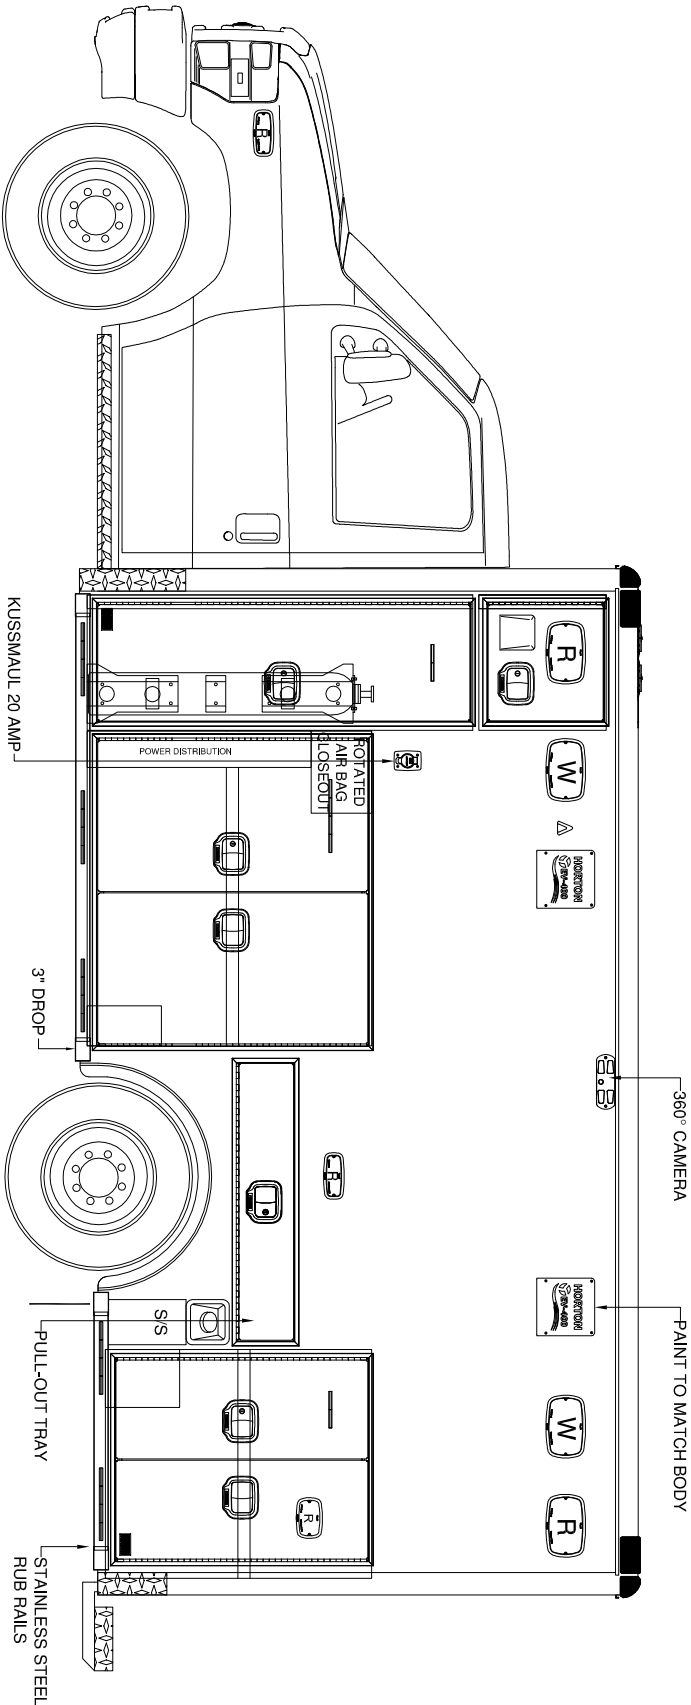 360° CAMERA
PAINT TO MATCH BODY
R
W
HORTON
HORTON
W
R
ROTATED
AIR BAG
CLOSEOUT
R
R
R
POWER DISTRIBUTION
S/S
3" DROP
KUSSMAUL 20 AMP
PULL-OUT TRAY
STAINLESS STEEL
RUB RAILS